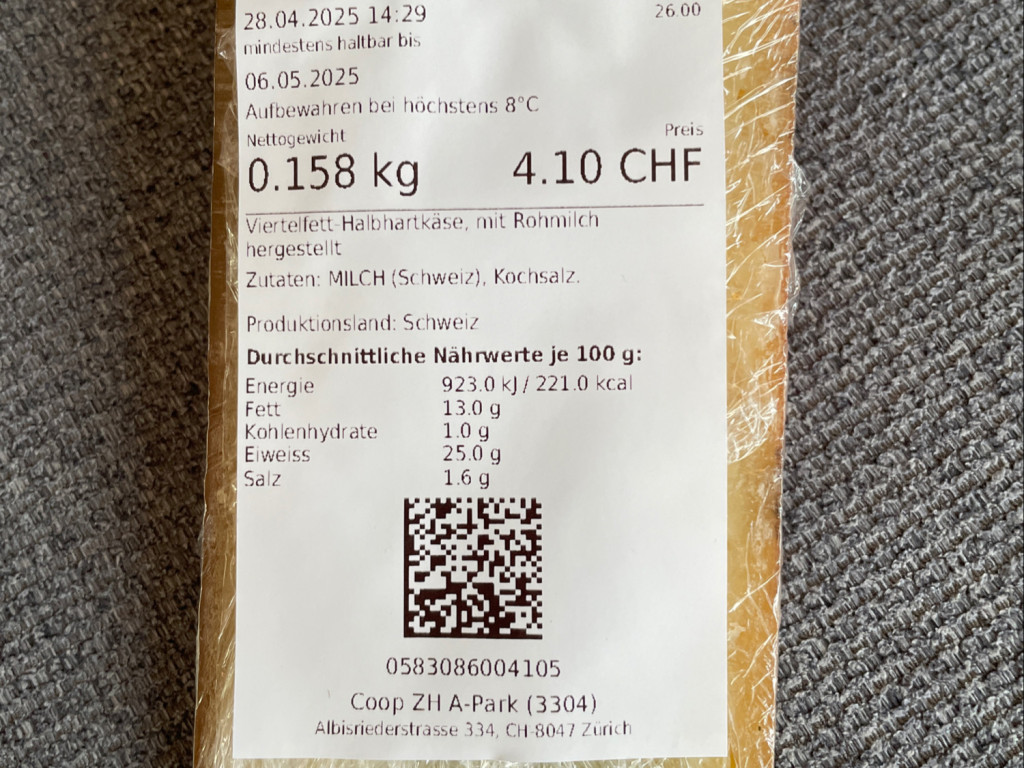 28.04.2025 14:29 26.00
mindestens haltbar bis
06.05.2025
Aufbewahren bei höchstens 8°C
Nettogewicht Preis
0.158 kg 4.10 CHF
Viertelfett-Halbhartkäse, mit Rohmilch
hergestellt
Zutaten: MILCH (Schweiz), Kochsalz.
Produktionsland: Schweiz
Durchschnittliche Nährwerte je 100 g:
Energie 923.0 kJ / 221.0 kcal
Fett 13.0 g
Kohlenhydrate 1.0 g
Eiweiss 25.0 g
Salz 1.6 g
0583086004105
Coop ZH A-Park (3304)
Albisriederstrasse 334, CH-8047 Zürich